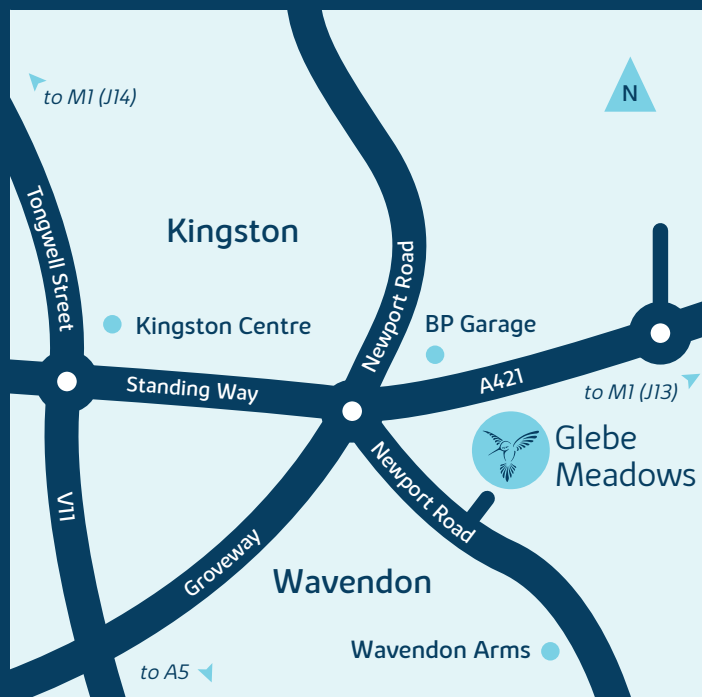 to M1 (J14)
N
Tongwell Street
Kingston
Newport Road
Kingston Centre
BP Garage
Standing Way
A421
to M1 (J13)
Glebe
Meadows
Newport Road
V11
Groveway
Wavendon
Wavendon Arms
to A5